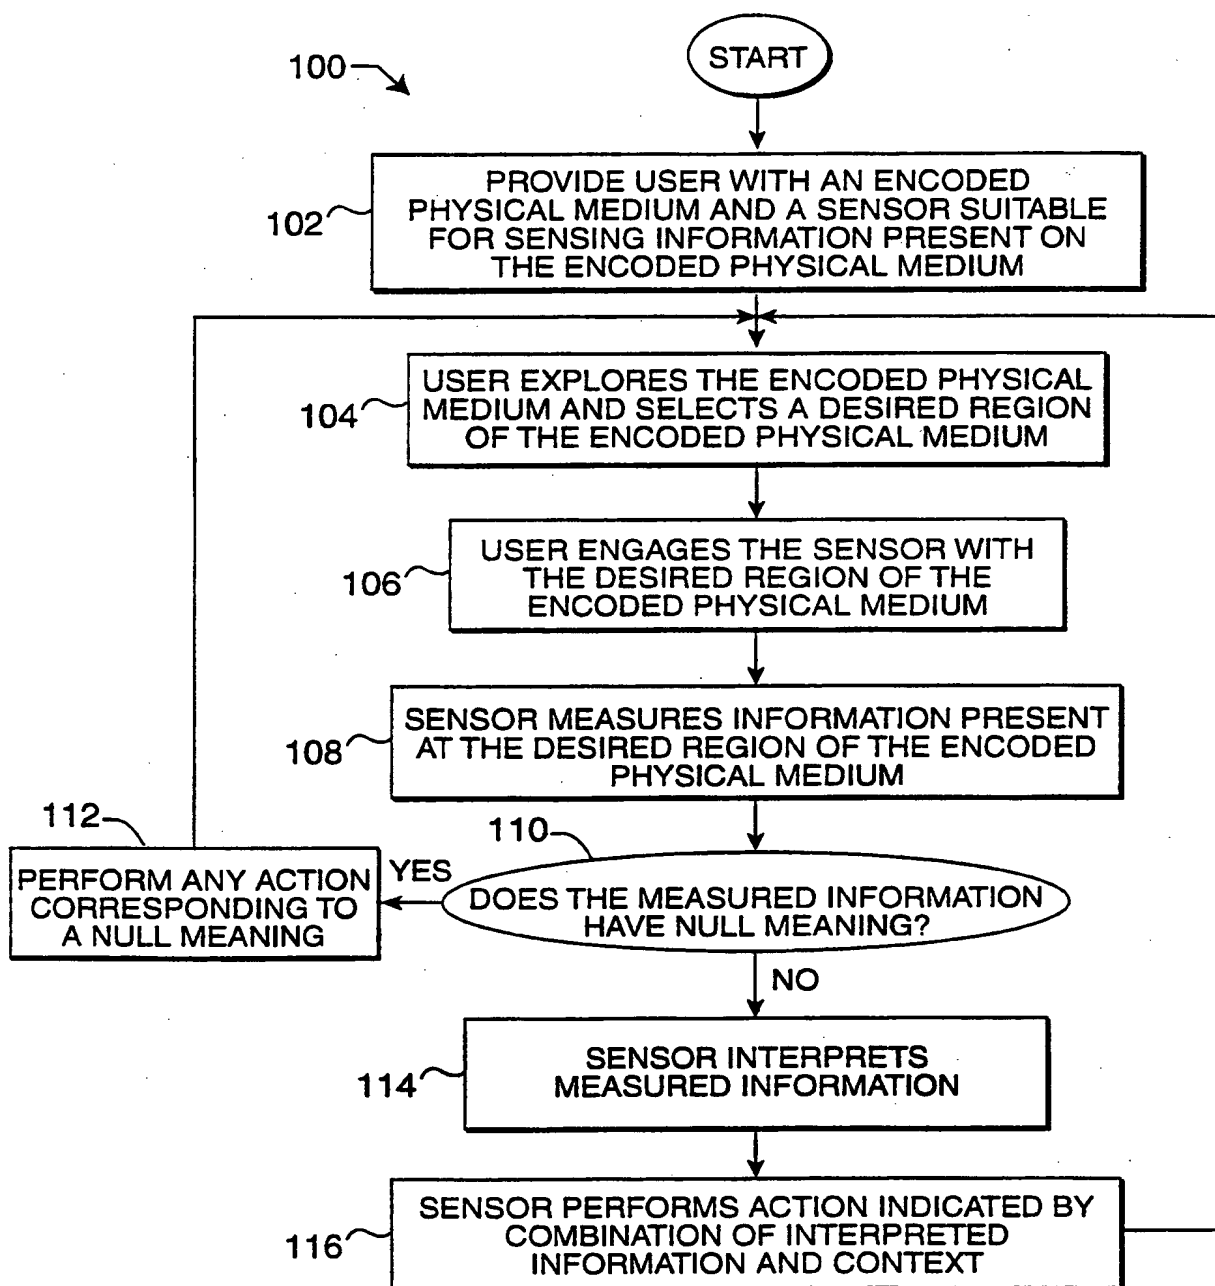 START
100
PROVIDE USER WITH AN ENCODED
PHYSICAL MEDIUM AND A SENSOR SUITABLE
FOR SENSING INFORMATION PRESENT ON
THE ENCODED PHYSICAL MEDIUM
102
USER EXPLORES THE ENCODED PHYSICAL
MEDIUM AND SELECTS A DESIRED REGION
OF THE ENCODED PHYSICAL MEDIUM
104
USER ENGAGES THE SENSOR WITH
THE DESIRED REGION OF THE
ENCODED PHYSICAL MEDIUM
106
SENSOR MEASURES INFORMATION PRESENT
AT THE DESIRED REGION OF THE ENCODED
PHYSICAL MEDIUM
108
110
DOES THE MEASURED INFORMATION
HAVE NULL MEANING?
YES
112
PERFORM ANY ACTION
CORRESPONDING TO
A NULL MEANING
NO
SENSOR INTERPRETS
MEASURED INFORMATION
114
SENSOR PERFORMS ACTION INDICATED BY
COMBINATION OF INTERPRETED
INFORMATION AND CONTEXT
116